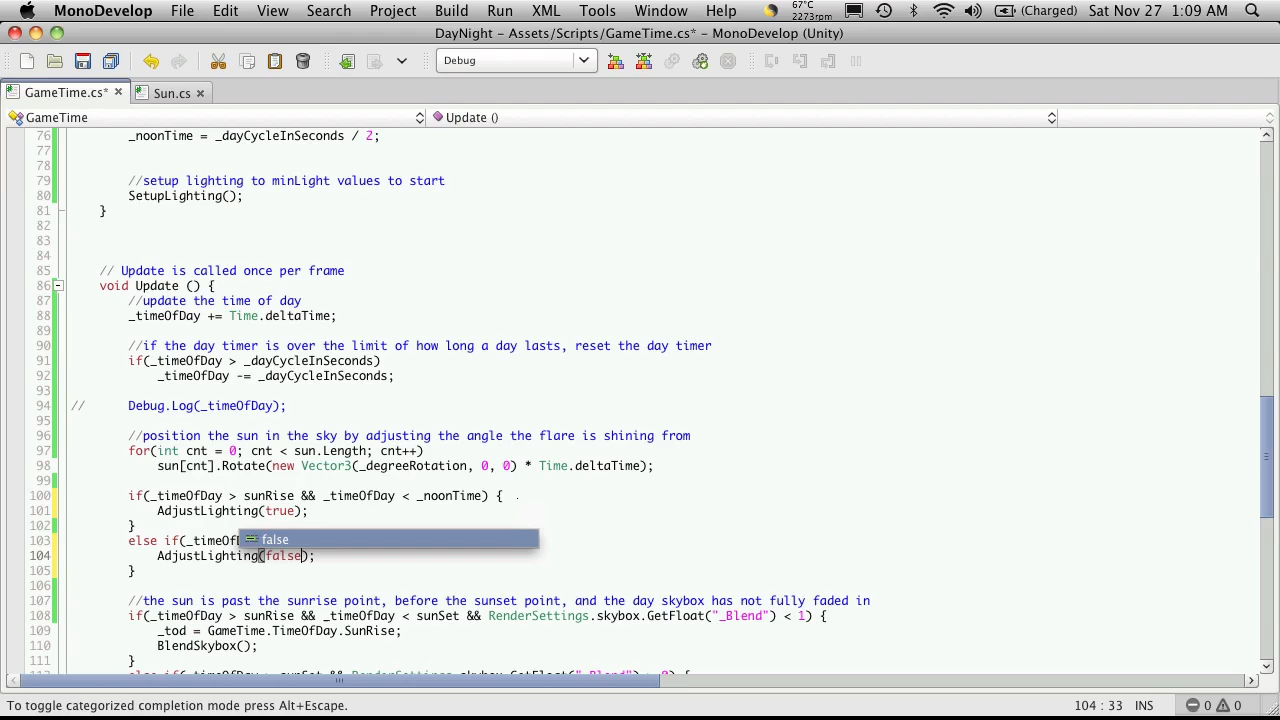 MonoDevelop File Edit View Search Project Build Run XML Tools Window Help 67°C 2273rpm (Charged) Sat Nov 27 1:09 AM
DayNight - Assets/Scripts/GameTime.cs* - MonoDevelop (Unity)
Debug
GameTime.cs* Sun.cs
GameTime Update ()
76 _noonTime = _dayCycleInSeconds / 2;
77
78
79 //setup lighting to minLight values to start
80 SetupLighting();
81 }
82
83
84
85 // Update is called once per frame
86 void Update () {
87 //update the time of day
88 _timeOfDay += Time.deltaTime;
89
90 //if the day timer is over the limit of how long a day lasts, reset the day timer
91 if(_timeOfDay > _dayCycleInSeconds)
92 _timeOfDay -= _dayCycleInSeconds;
93
94 // Debug.Log(_timeOfDay);
95
96 //position the sun in the sky by adjusting the angle the flare is shining from
97 for(int cnt = 0; cnt < sun.Length; cnt++)
98 sun[cnt].Rotate(new Vector3(_degreeRotation, 0, 0) * Time.deltaTime);
99
100 if(_timeOfDay > sunRise && _timeOfDay < _noonTime) {
101 AdjustLighting(true);
102 }
103 else if(_timeOfD false
104 AdjustLighting(false);
105 }
106
107 //the sun is past the sunrise point, before the sunset point, and the day skybox has not fully faded in
108 if(_timeOfDay > sunRise && _timeOfDay < sunSet && RenderSettings.skybox.GetFloat("_Blend") < 1) {
109 _tod = GameTime.TimeOfDay.SunRise;
110 BlendSkybox();
111 }
To toggle categorized completion mode press Alt+Escape. 104 : 33 INS 0 0